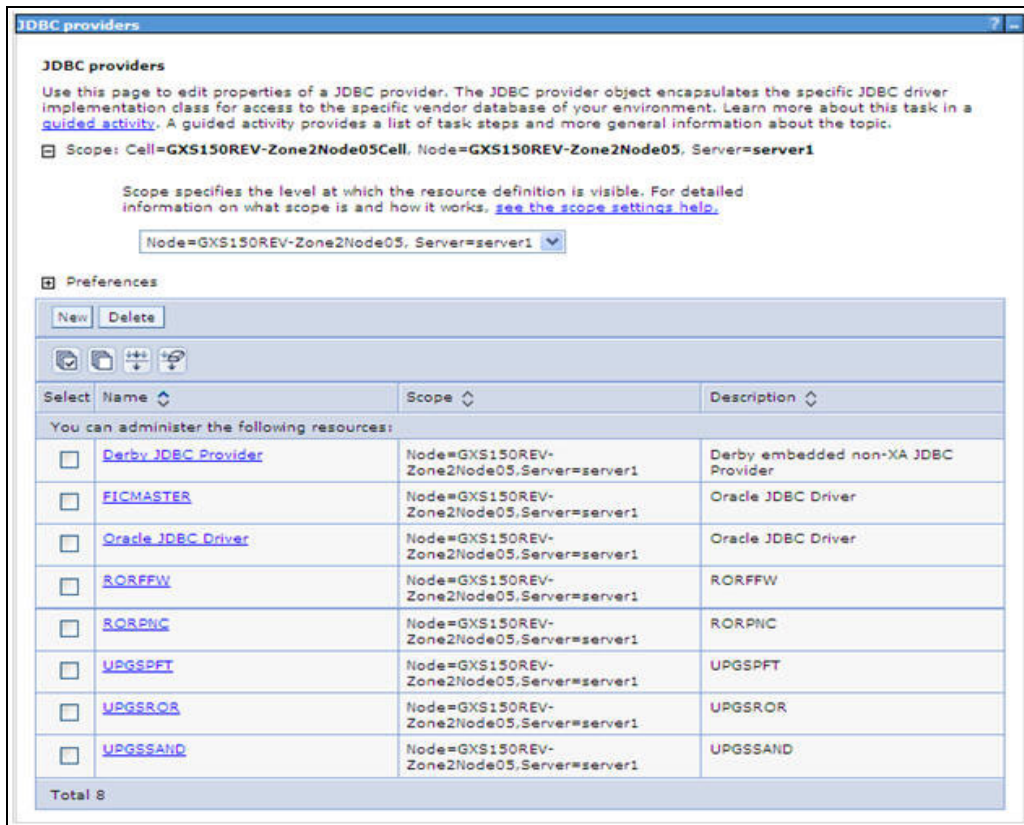 JDBC providers ? -
JDBC providers
Use this page to edit properties of a JDBC provider. The JDBC provider object encapsulates the specific JDBC driver
implementation class for access to the specific vendor database of your environment. Learn more about this task in a
guided activity. A guided activity provides a list of task steps and more general information about the topic.
Scope: Cell=GXS150REV-Zone2Node05Cell, Node=GXS150REV-Zone2Node05, Server=server1
Scope specifies the level at which the resource definition is visible. For detailed
information on what scope is and how it works, see the scope settings help.
Node=GXS150REV-Zone2Node05, Server=server1
Preferences
New Delete
Select Name Scope Description
You can administer the following resources:
Derby JDBC Provider Node=GXS150REV- Derby embedded non-XA JDBC
Zone2Node05,Server=server1 Provider
FICMASTER Node=GXS150REV- Oracle JDBC Driver
Zone2Node05,Server=server1
Oracle JDBC Driver Node=GXS150REV- Oracle JDBC Driver
Zone2Node05,Server=server1
RORFFW Node=GXS150REV- RORFFW
Zone2Node05,Server=server1
RORPNC Node=GXS150REV- RORPNC
Zone2Node05,Server=server1
UPGSPFT Node=GXS150REV- UPGSPFT
Zone2Node05,Server=server1
UPGSROR Node=GXS150REV- UPGSROR
Zone2Node05,Server=server1
UPGSSAND Node=GXS150REV- UPGSSAND
Zone2Node05,Server=server1
Total 8